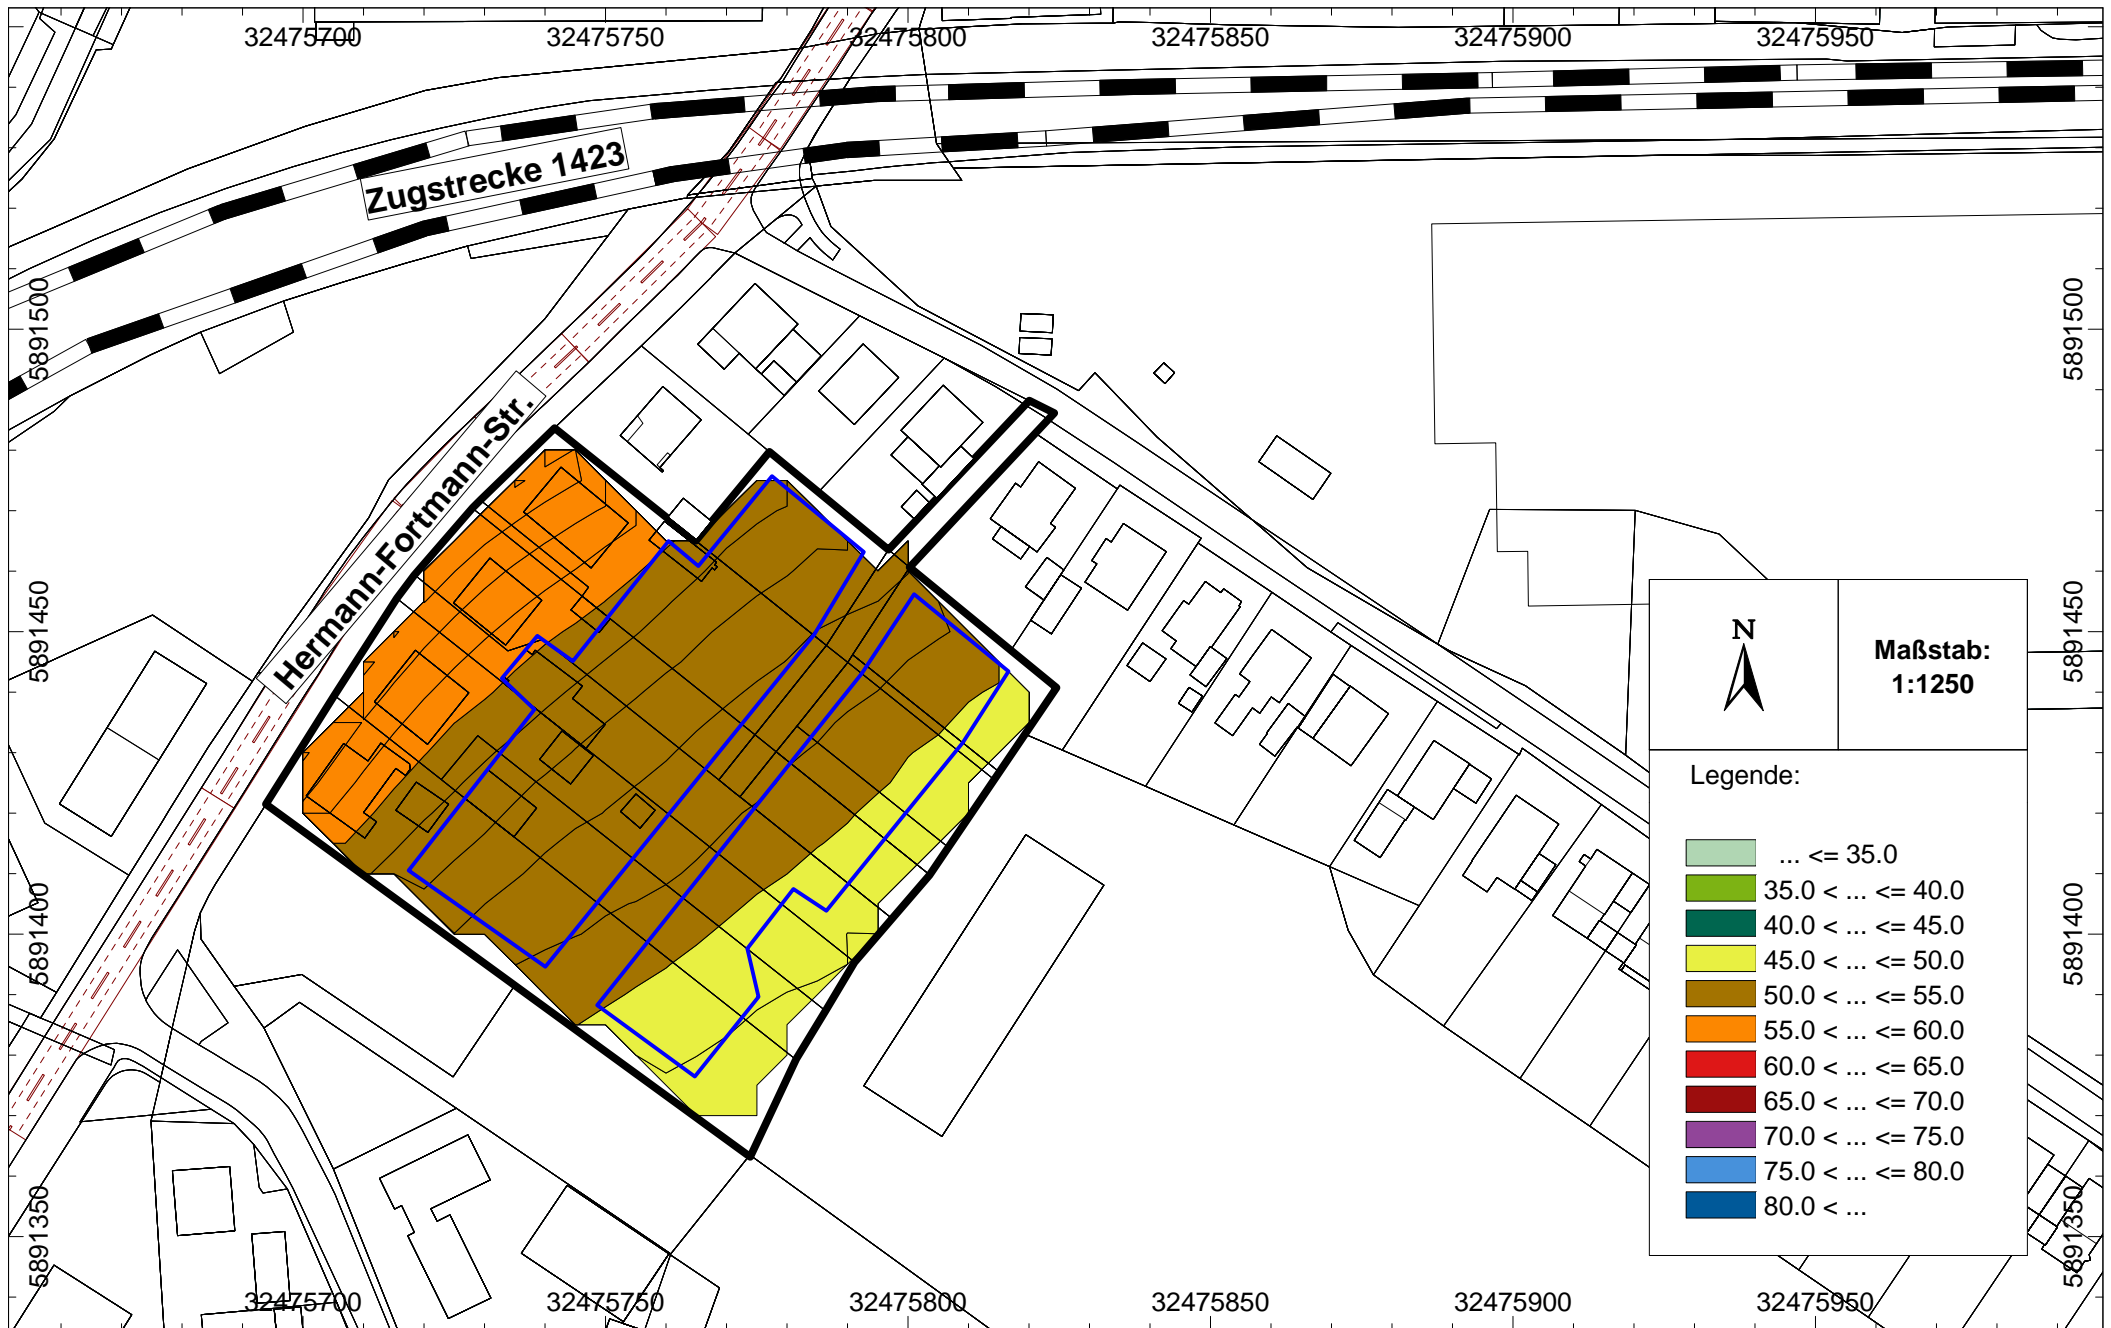 32475700 32475750 32475800 32475850 32475900 32475950
Zugstrecke 1423
5891500 5891500
Hermann-Fortmann-Str.
5891450 5891450
N
Maßstab:
1:1250
Legende:
... <= 35.0
35.0 < ... <= 40.0
40.0 < ... <= 45.0
45.0 < ... <= 50.0
50.0 < ... <= 55.0
55.0 < ... <= 60.0
60.0 < ... <= 65.0
65.0 < ... <= 70.0
70.0 < ... <= 75.0
75.0 < ... <= 80.0
80.0 < ...
5891400 5891400
5891350 5891350
32475700 32475750 32475800 32475850 32475900 32475950